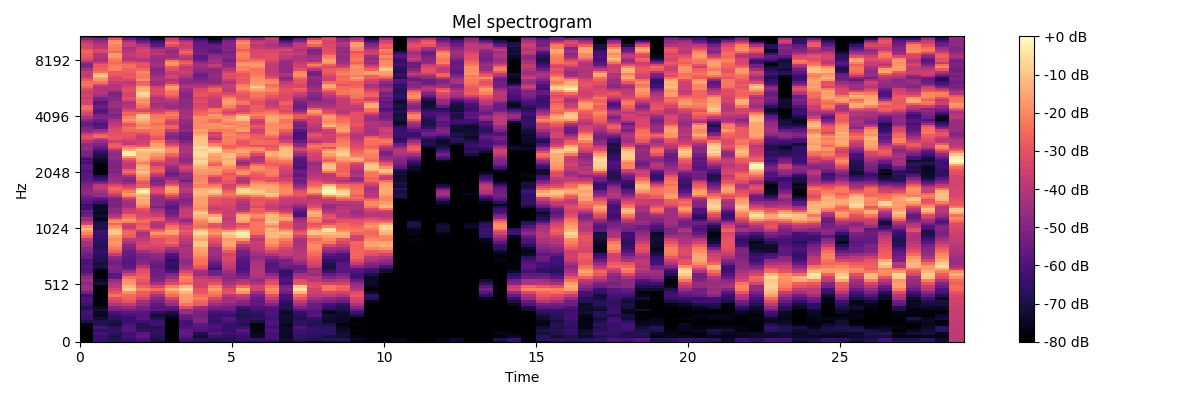 Mel spectrogram
Hz
8192
4096
2048
1024
512
0
0 5 10 15 20 25
Time
+0 dB
-10 dB
-20 dB
-30 dB
-40 dB
-50 dB
-60 dB
-70 dB
-80 dB